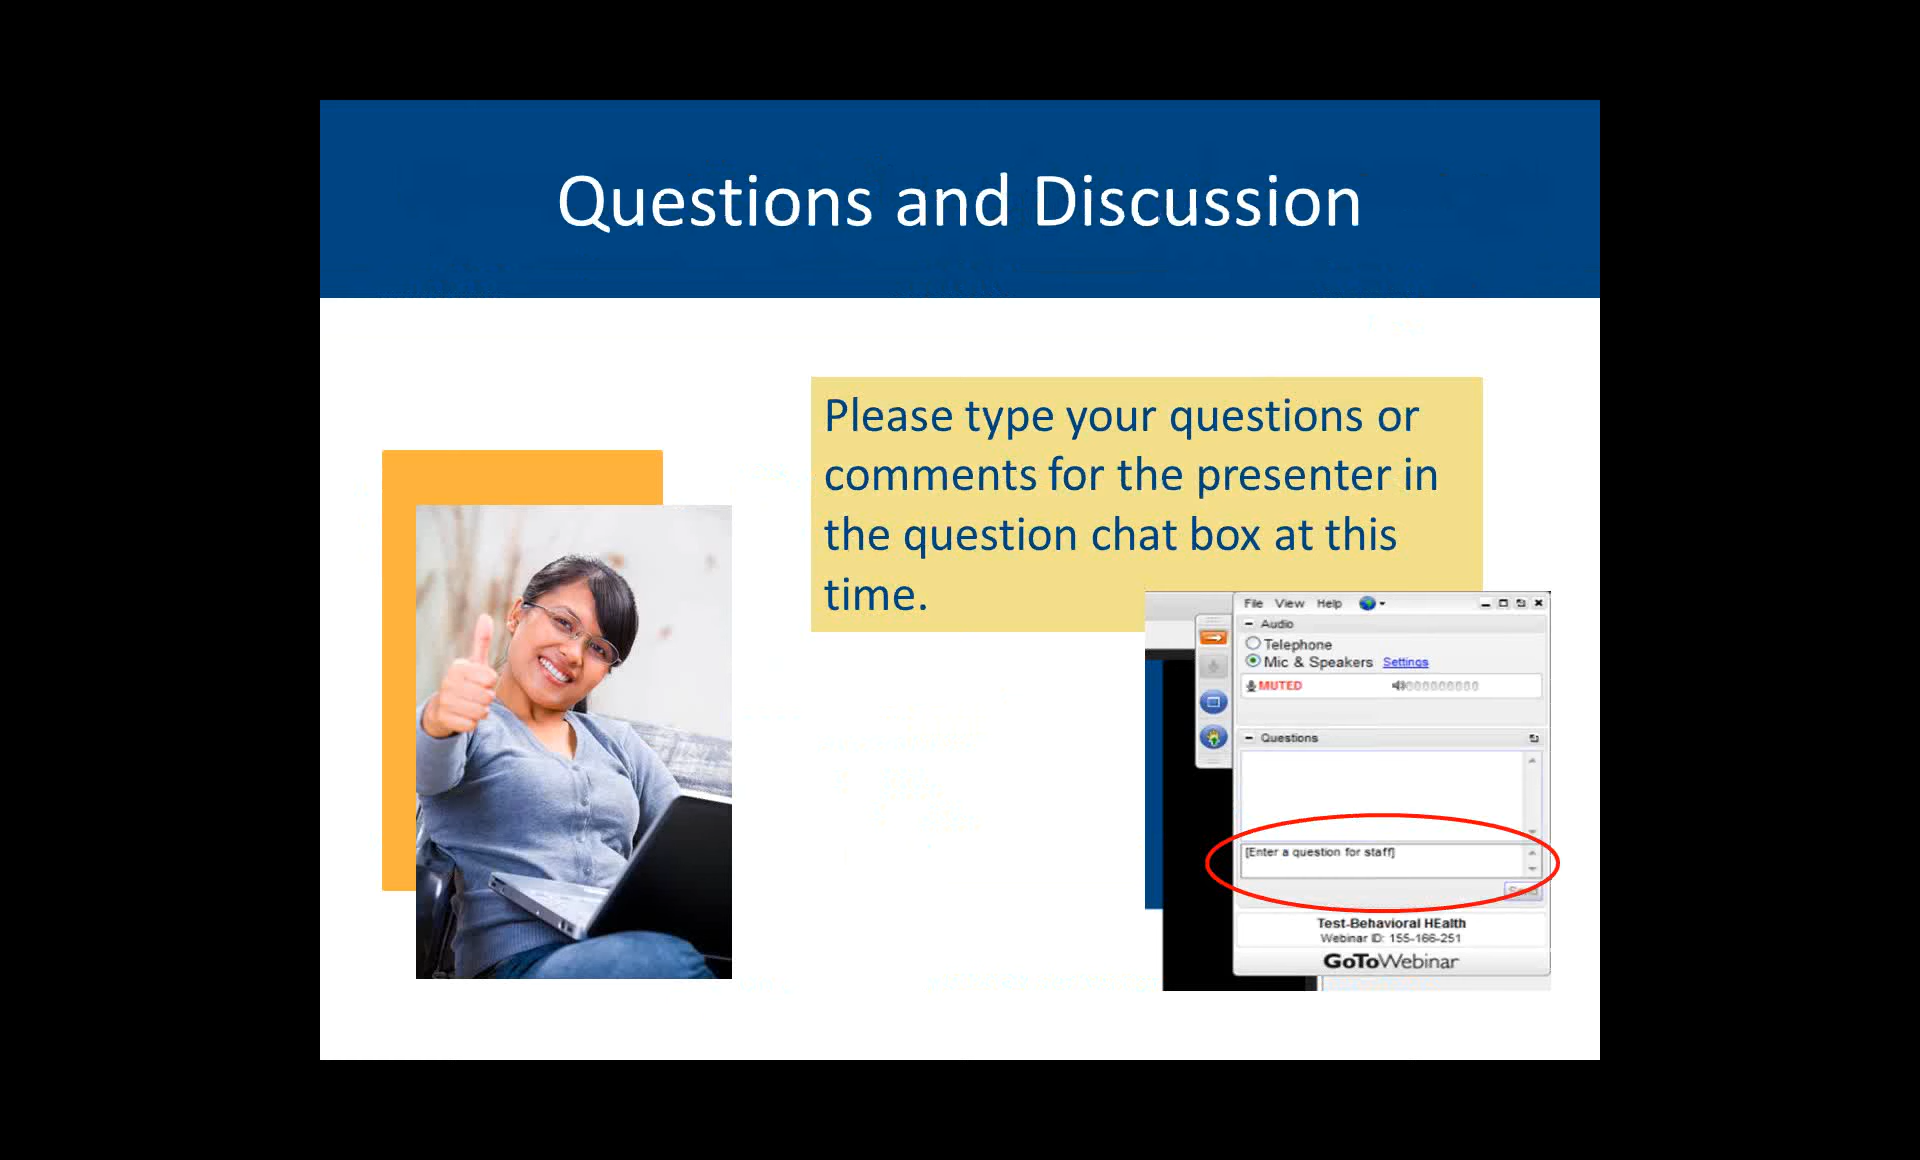 Questions and Discussion
Please type your questions or
comments for the presenter in
the question chat box at this
time.
File View Help
Audio
Telephone
Mic & Speakers Settings
MUTED
Questions
[Enter a question for staff]
Test-Behavioral HEalth
Webinar ID: 155-166-251
GoToWebinar